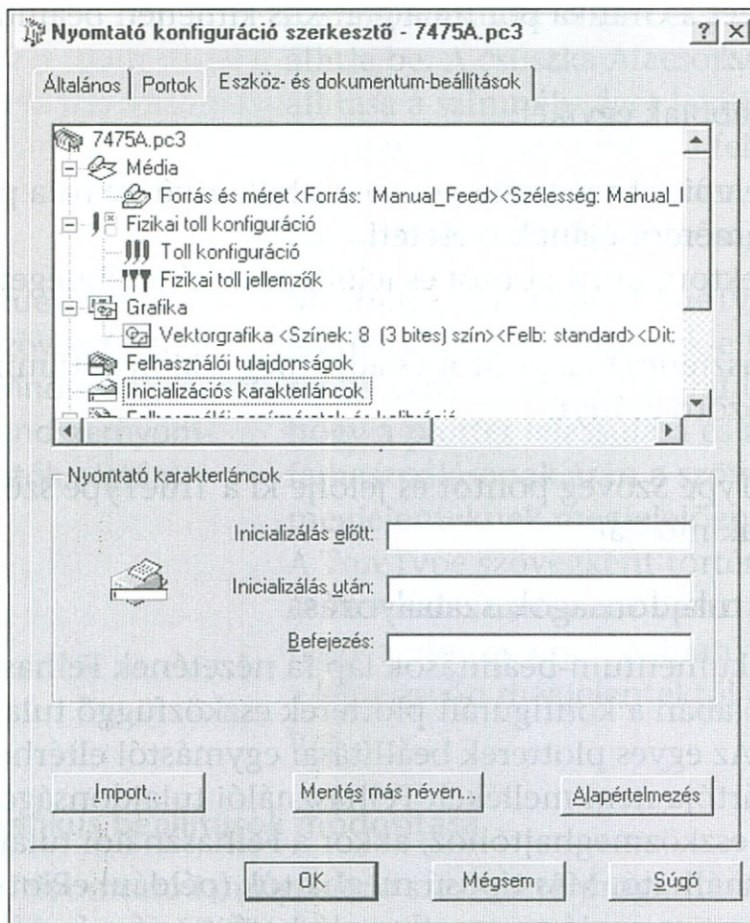 Nyomtató konfiguráció szerkesztő - 7475A.pc3
Általános
Portok
Eszköz- és dokumentum-beállítások
7475A.pc3
Média
Forrás és méret <Forrás: Manual_Feed><Szélesség: Manual_
Fizikai toll konfiguráció
Toll konfiguráció
Fizikai toll jellemzők
Grafika
Vektorgrafika <Színek: 8 (3 bites) szín><Felb: standard><Dit:
Felhasználói tulajdonságok
Inicializációs karakterláncok
Nyomtató karakterláncok
Inicializálás előtt:
Inicializálás után:
Befejezés:
Import...
Mentés más néven...
Alapértelmezés
OK
Mégsem
Súgó